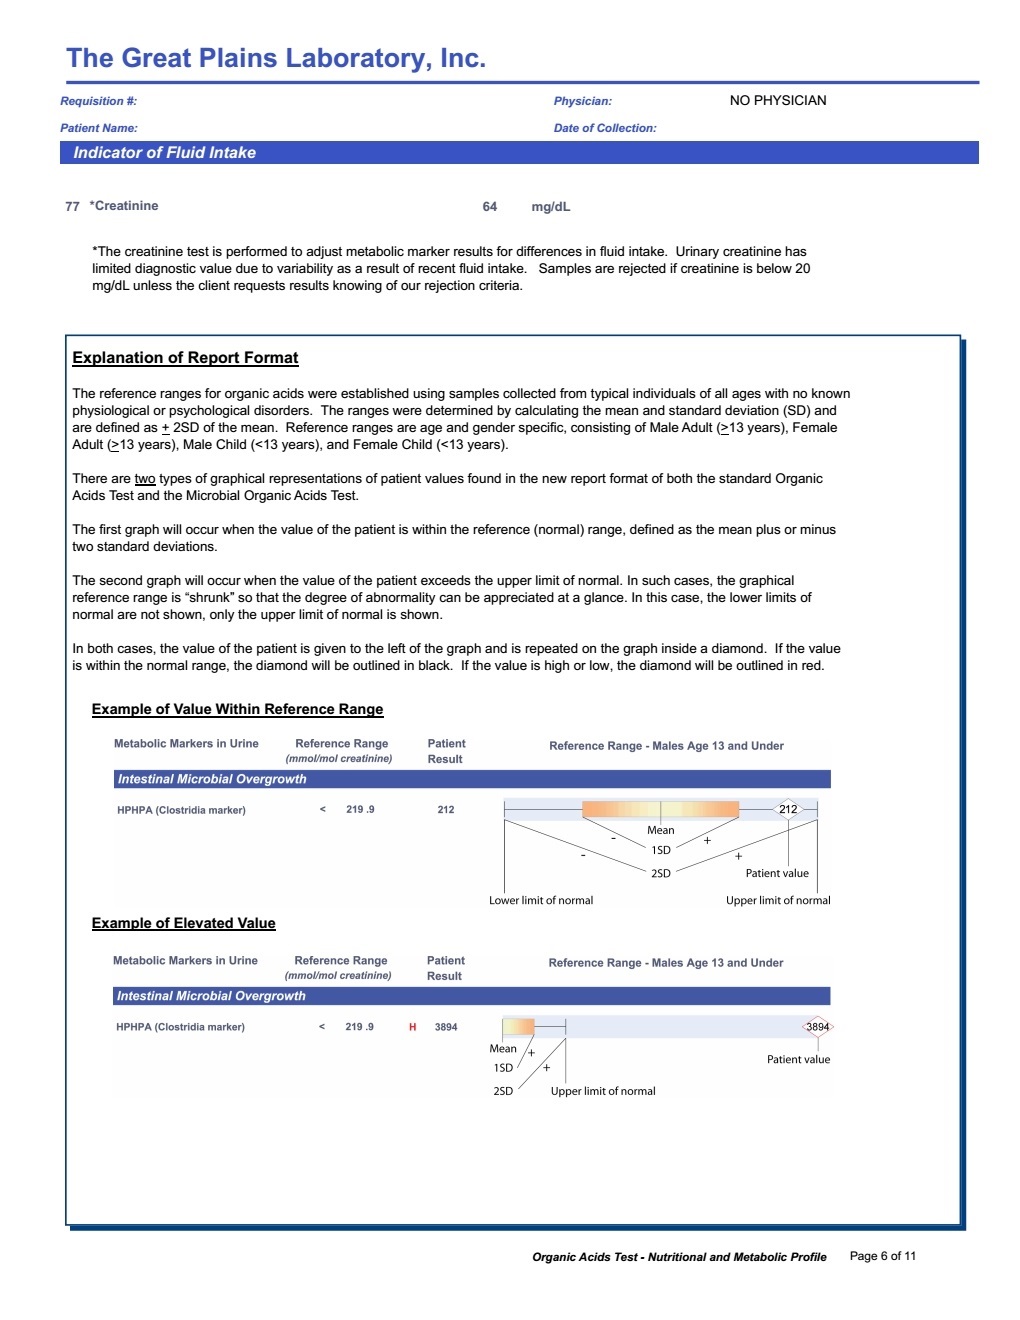 The Great Plains Laboratory, Inc.
Requisition #: Physician: NO PHYSICIAN
Patient Name: Date of Collection:
Indicator of Fluid Intake
77 *Creatinine 64 mg/dL
*The creatinine test is performed to adjust metabolic marker results for differences in fluid intake. Urinary creatinine has
limited diagnostic value due to variability as a result of recent fluid intake. Samples are rejected if creatinine is below 20
mg/dL unless the client requests results knowing of our rejection criteria.
Explanation of Report Format
The reference ranges for organic acids were established using samples collected from typical individuals of all ages with no known
physiological or psychological disorders. The ranges were determined by calculating the mean and standard deviation (SD) and
are defined as ± 2SD of the mean. Reference ranges are age and gender specific, consisting of Male Adult (≥13 years), Female
Adult (≥13 years), Male Child (<13 years), and Female Child (<13 years).
There are two types of graphical representations of patient values found in the new report format of both the standard Organic
Acids Test and the Microbial Organic Acids Test.
The first graph will occur when the value of the patient is within the reference (normal) range, defined as the mean plus or minus
two standard deviations.
The second graph will occur when the value of the patient exceeds the upper limit of normal. In such cases, the graphical
reference range is “shrunk” so that the degree of abnormality can be appreciated at a glance. In this case, the lower limits of
normal are not shown, only the upper limit of normal is shown.
In both cases, the value of the patient is given to the left of the graph and is repeated on the graph inside a diamond. If the value
is within the normal range, the diamond will be outlined in black. If the value is high or low, the diamond will be outlined in red.
Example of Value Within Reference Range
Metabolic Markers in Urine Reference Range Patient Reference Range - Males Age 13 and Under
(mmol/mol creatinine) Result
Intestinal Microbial Overgrowth
HPHPA (Clostridia marker) < 219 .9 212 212
Mean
- 1SD +
- 2SD + Patient value
Lower limit of normal Upper limit of normal
Example of Elevated Value
Metabolic Markers in Urine Reference Range Patient Reference Range - Males Age 13 and Under
(mmol/mol creatinine) Result
Intestinal Microbial Overgrowth
HPHPA (Clostridia marker) < 219 .9 H 3894 3894
Mean + Patient value
1SD +
2SD Upper limit of normal
Organic Acids Test - Nutritional and Metabolic Profile Page 6 of 11